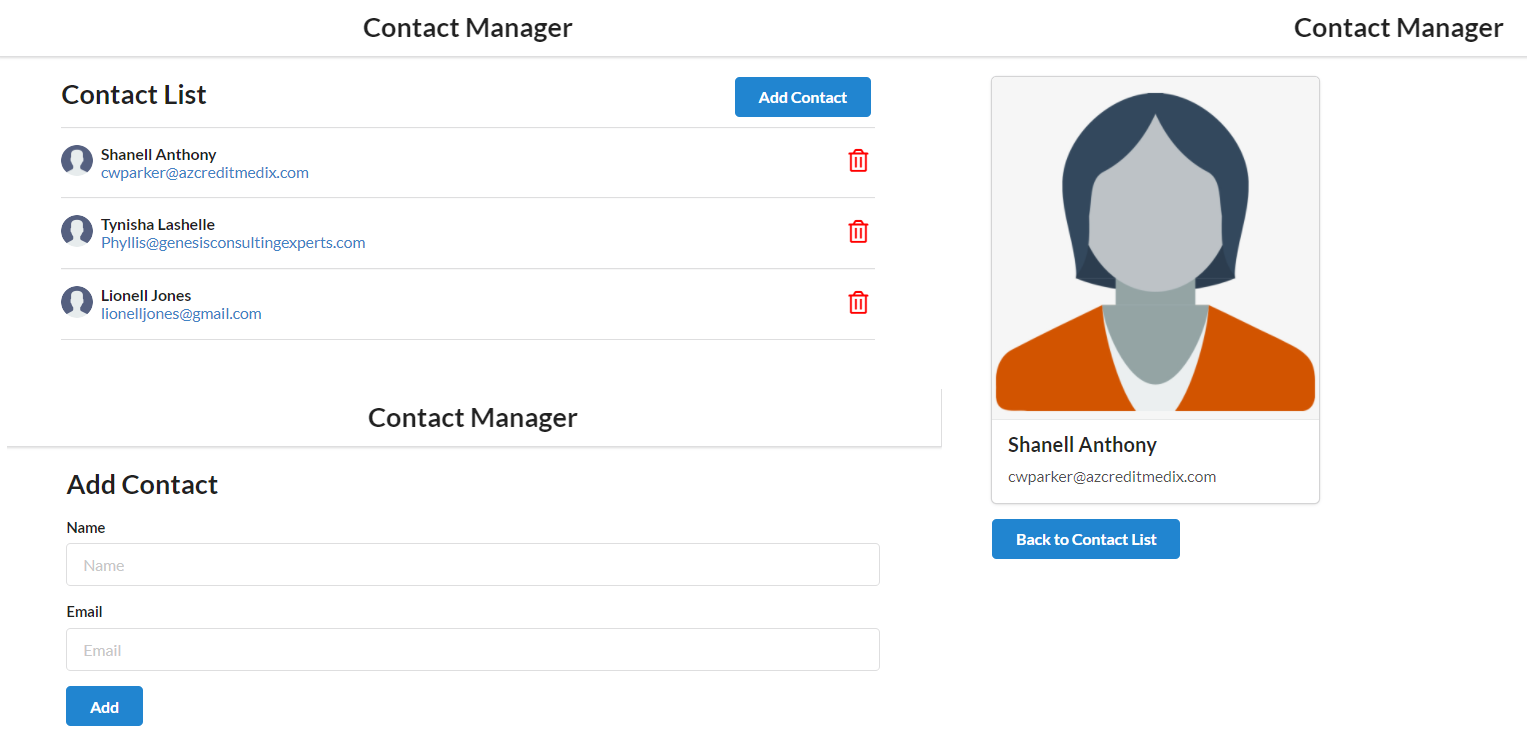 Contact Manager
Contact List
Add Contact
Shanell Anthony
cwparker@azcreditmedix.com
Tynisha Lashelle
Phyllis@genesisconsultingexperts.com
Lionell Jones
lionelljones@gmail.com
Contact Manager
Add Contact
Name
Name
Email
Email
Add
Contact Manager
Shanell Anthony
cwparker@azcreditmedix.com
Back to Contact List